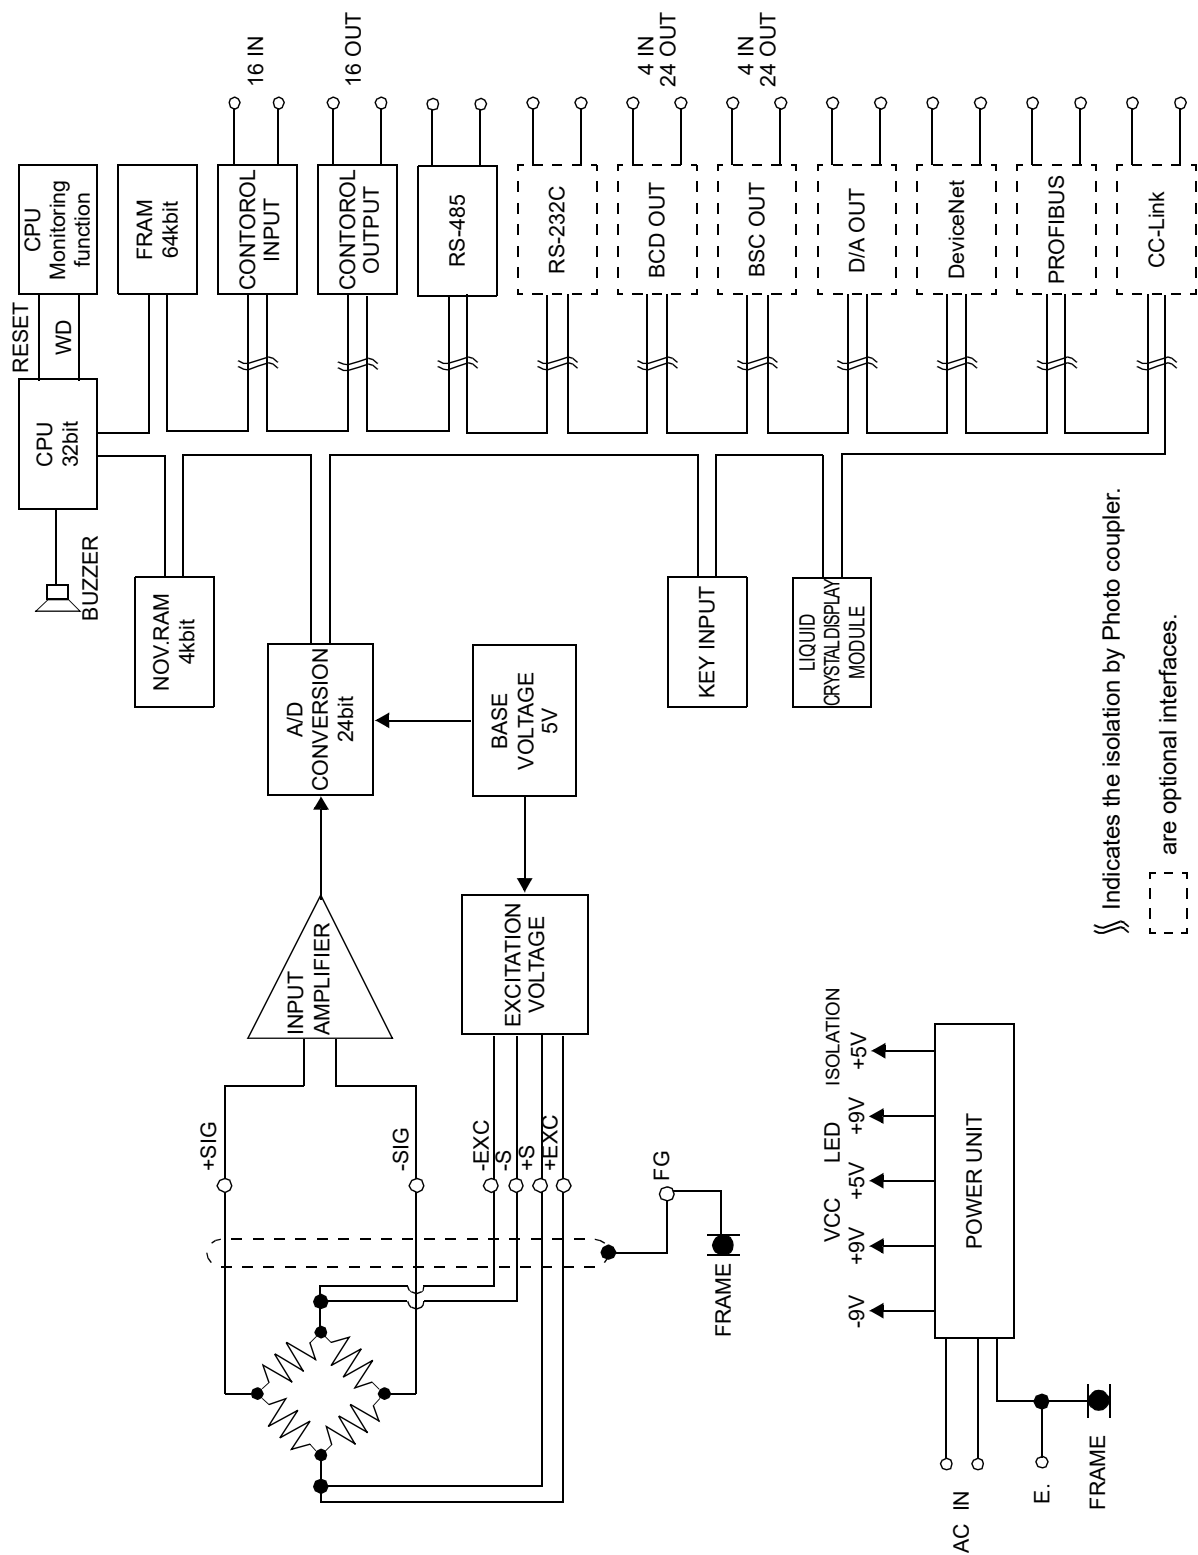 RESET
WD
CPU
Monitoring
function
CPU
32bit
BUZZER
FRAM
64kbit
NOV.RAM
4kbit
CONTOROL
INPUT
16 IN
CONTOROL
OUTPUT
16 OUT
RS-485
RS-232C
BCD OUT
4 IN
24 OUT
BSC OUT
4 IN
24 OUT
D/A OUT
DeviceNet
PROFIBUS
CC-Link
A/D
CONVERSION
24bit
BASE
VOLTAGE
5V
KEY INPUT
LIQUID
CRYSTALDISPLAY
MODULE
INPUT
AMPLIFIER
EXCITATION
VOLTAGE
+SIG
-SIG
-EXC
-S
+S
+EXC
FG
FRAME
-9V
+9V
VCC
+5V
LED
+9V
ISOLATION
+5V
POWER UNIT
AC IN
E.
FRAME
Indicates the isolation by Photo coupler.
are optional interfaces.